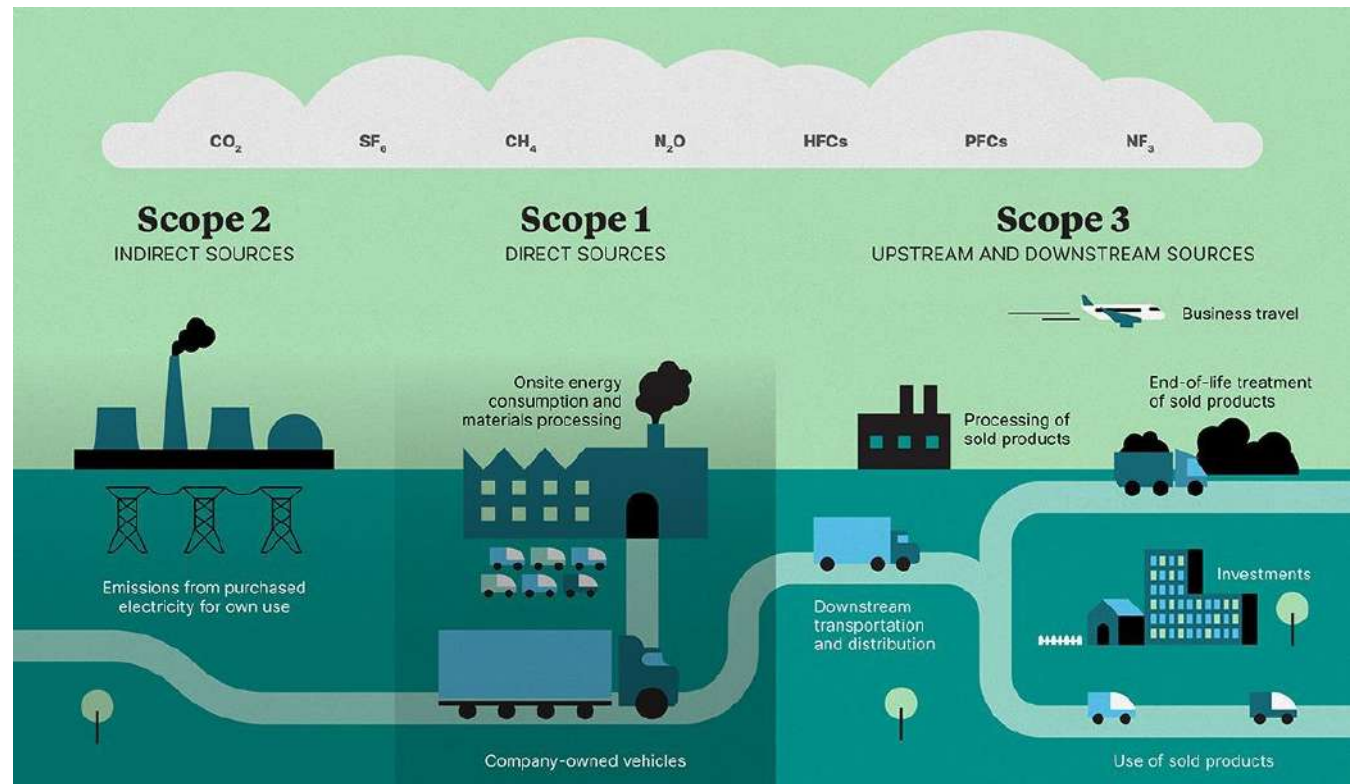 CO₂ SF₆ CH₄ N₂O HFCs PFCs NF₃
Scope 2
INDIRECT SOURCES
Emissions from purchased
electricity for own use
Scope 1
DIRECT SOURCES
Onsite energy
consumption and
materials processing
Company-owned vehicles
Scope 3
UPSTREAM AND DOWNSTREAM SOURCES
Business travel
Processing of
sold products
End-of-life treatment
of sold products
Downstream
transportation
and distribution
Investments
Use of sold products